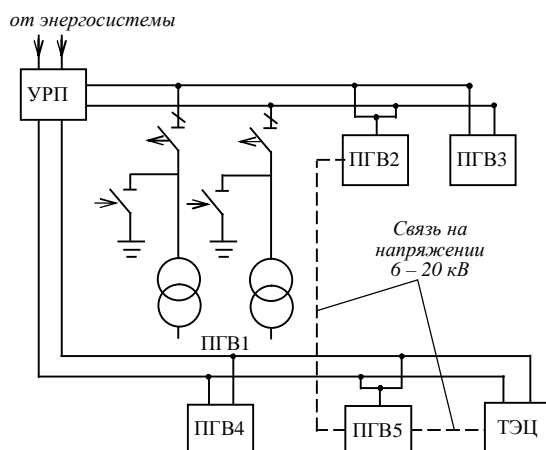 от энергосистемы
УРП
ПГВ2
ПГВ3
Связь на
напряжении
6 – 20 кВ
ПГВ1
ПГВ4
ПГВ5
ТЭЦ